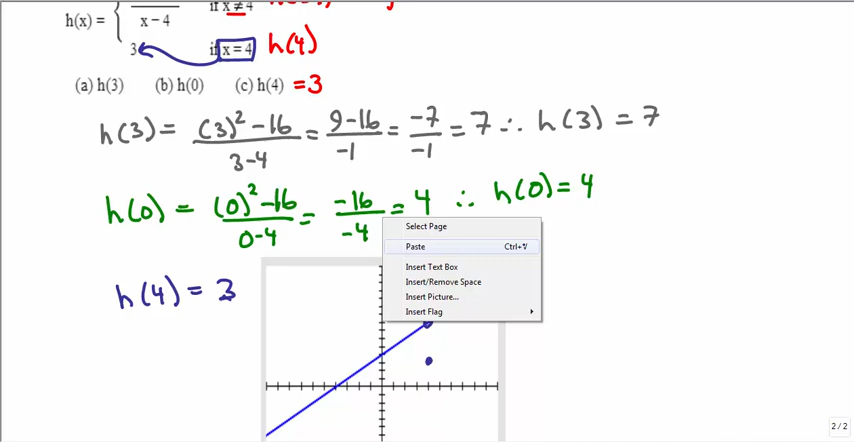 if x ≠ 4
h(x) = {
x − 4
3 if x = 4 h(4)
(a) h(3) (b) h(0) (c) h(4) = 3
h(3) = (3)² − 16 / 3 − 4 = 9 − 16 / −1 = −7 / −1 = 7 ∴ h(3) = 7
h(0) = (0)² − 16 / 0 − 4 = −16 / −4 = 4 ∴ h(0) = 4
Select Page
Paste Ctrl+V
Insert Text Box
Insert/Remove Space
Insert Picture...
Insert Flag
h(4) = 3
2 / 2